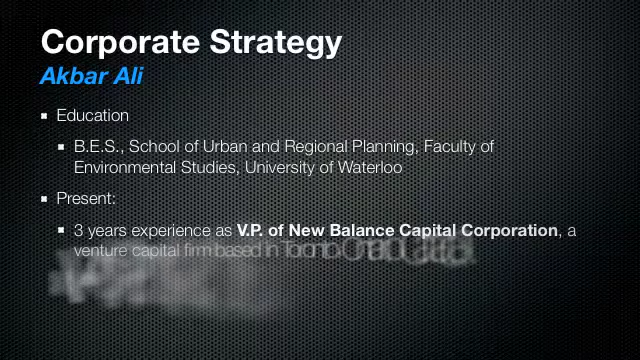 Corporate Strategy
Akbar Ali
Education
B.E.S., School of Urban and Regional Planning, Faculty of
Environmental Studies, University of Waterloo
Present:
3 years experience as V.P. of New Balance Capital Corporation, a
venture capital firm based in Toronto